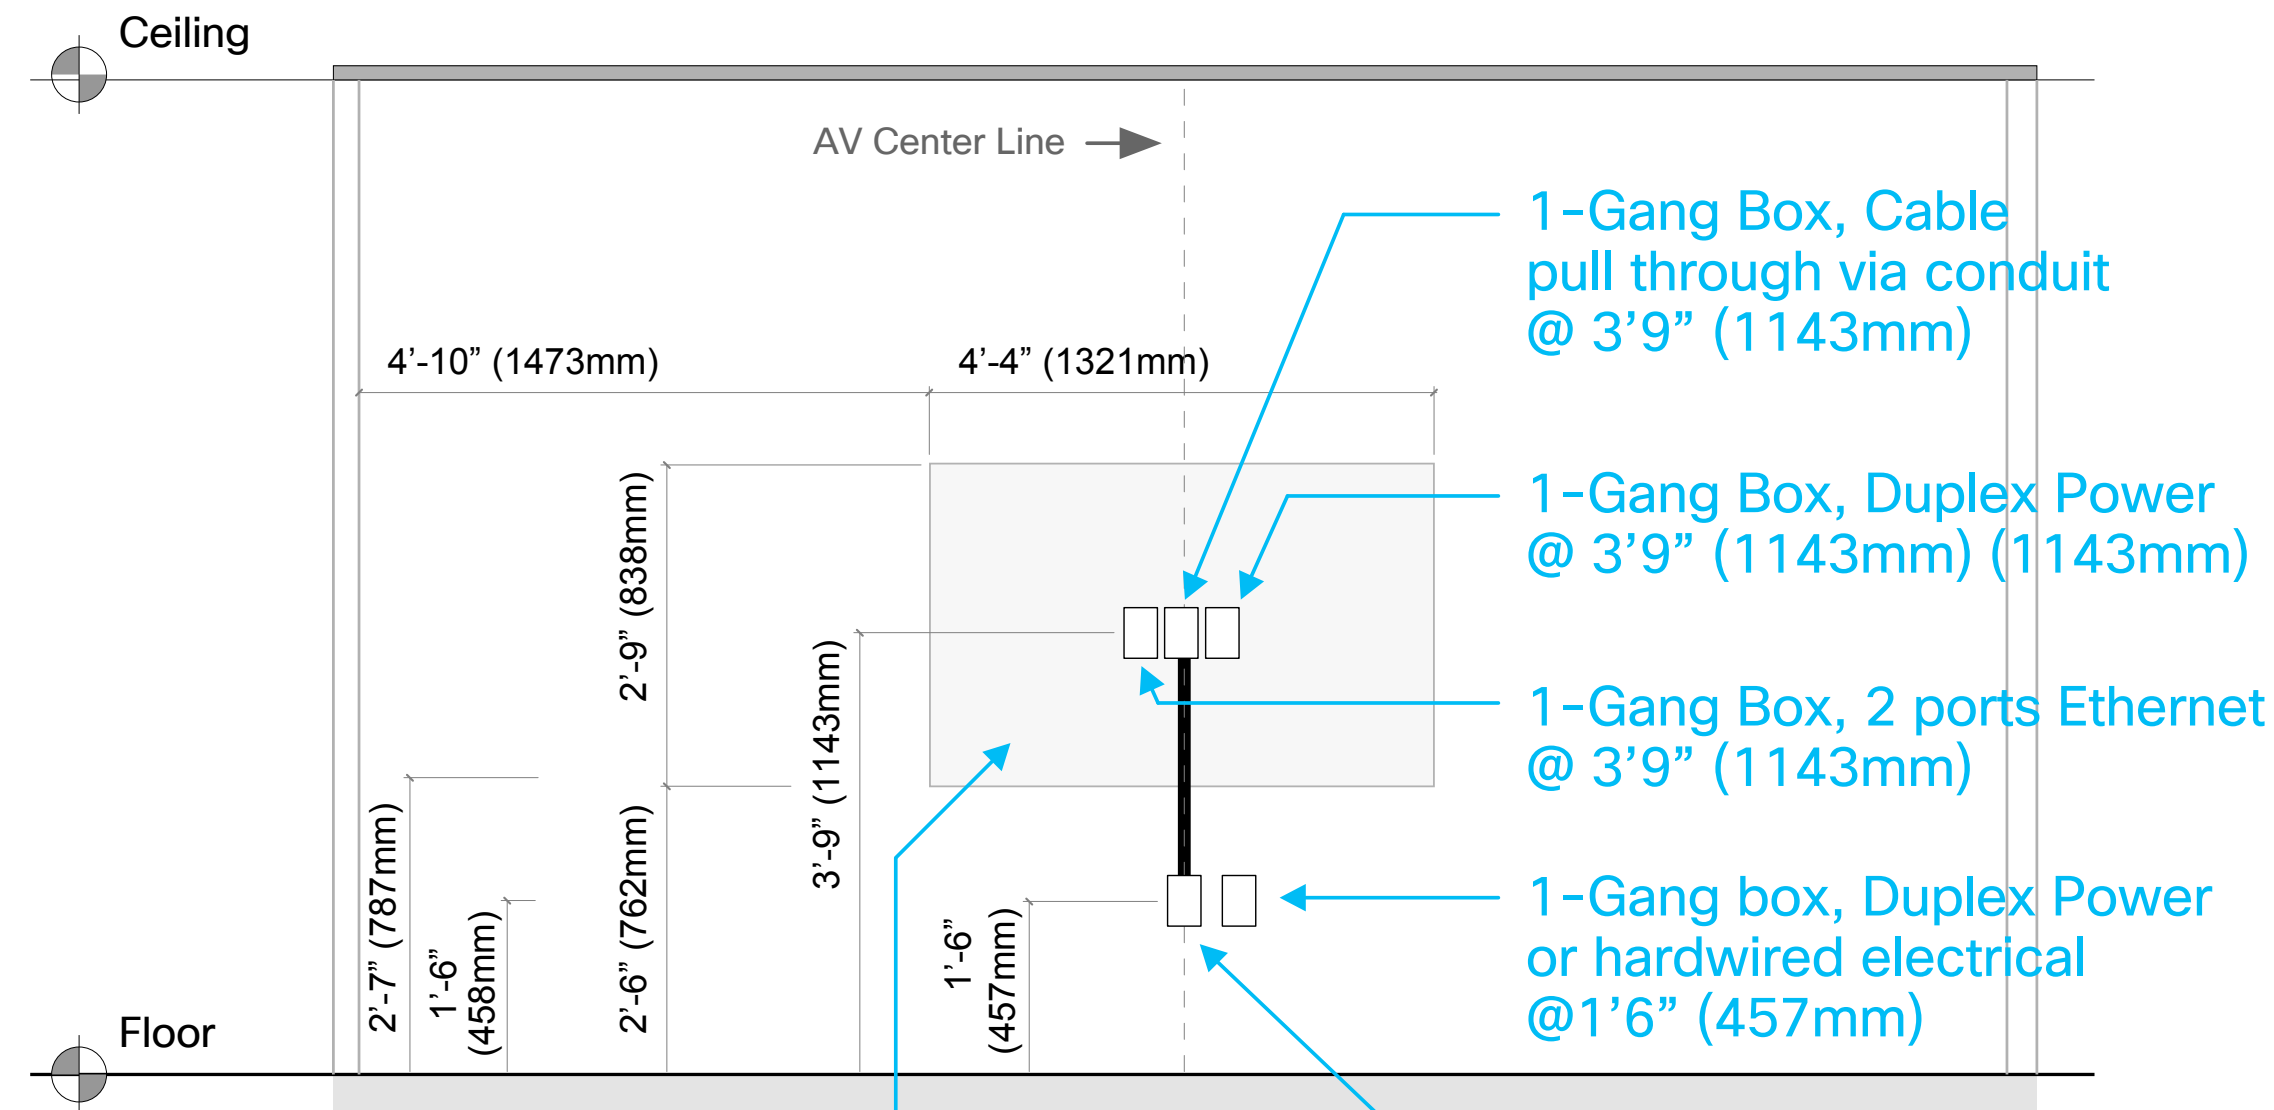 Ceiling
AV Center Line
1-Gang Box, Cable
pull through via conduit
@ 3’9” (1143mm)
4’-10” (1473mm)
4’-4” (1321mm)
1-Gang Box, Duplex Power
@ 3’9” (1143mm) (1143mm)
2’-9” (838mm)
3’-9” (1143mm)
1-Gang Box, 2 ports Ethernet
@ 3’9” (1143mm)
2’-7” (787mm)
1’-6”
(458mm)
2’-6” (762mm)
1’-6”
(457mm)
1-Gang box, Duplex Power
or hardwired electrical
@1’6” (457mm)
Floor